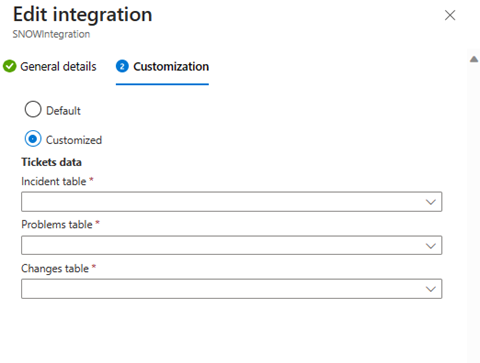 Edit integration
SNOWIntegration
General details
2 Customization
Default
Customized
Tickets data
Incident table *
Problems table *
Changes table *